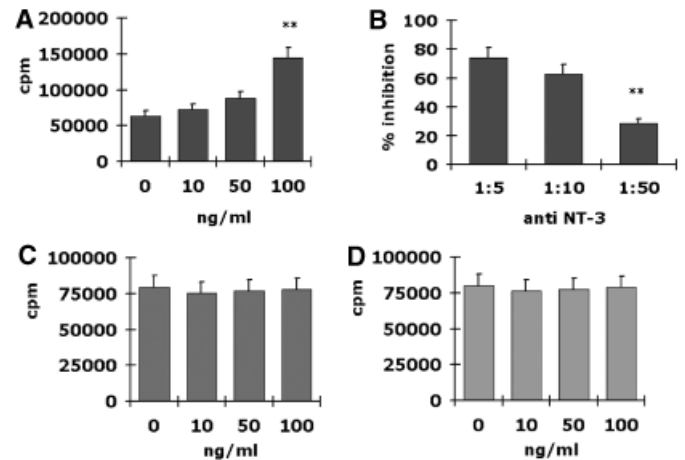 A
cpm
200000
150000
100000
50000
0
**
0 10 50 100
ng/ml
B
% inhibition
100
80
60
40
20
0
**
1:5 1:10 1:50
anti NT-3
C
cpm
100000
75000
50000
25000
0
0 10 50 100
ng/ml
D
cpm
100000
75000
50000
25000
0
0 10 50 100
ng/ml